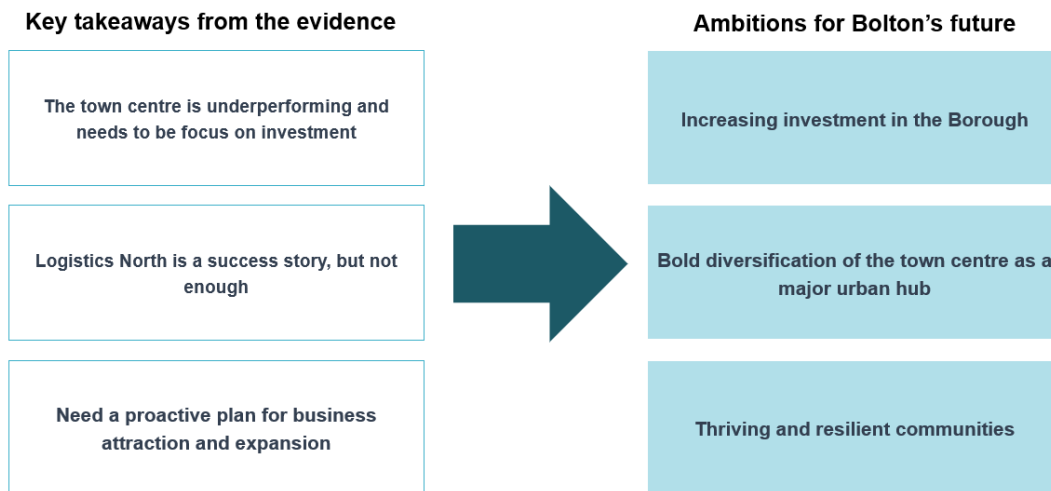 Key takeaways from the evidence
The town centre is underperforming and
needs to be focus on investment
Logistics North is a success story, but not
enough
Need a proactive plan for business
attraction and expansion
Ambitions for Bolton’s future
Increasing investment in the Borough
Bold diversification of the town centre as a
major urban hub
Thriving and resilient communities